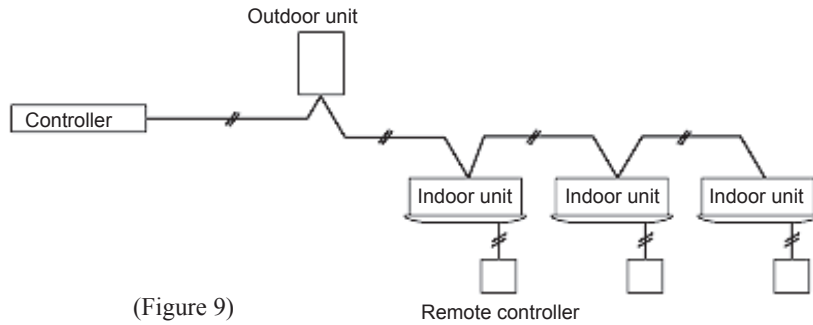 Outdoor unit
Controller
Indoor unit
Indoor unit
Indoor unit
(Figure 9)
Remote controller